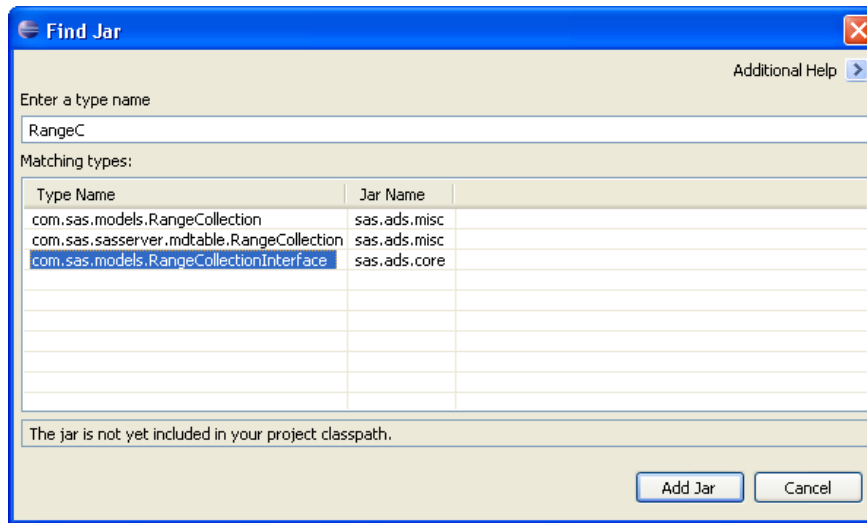 Find Jar
Additional Help
Enter a type name
RangeC
Matching types:
Type Name Jar Name
com.sas.models.RangeCollection sas.ads.misc
com.sas.sasserver.mdtable.RangeCollection sas.ads.misc
com.sas.models.RangeCollectionInterface sas.ads.core
The jar is not yet included in your project classpath.
Add Jar Cancel